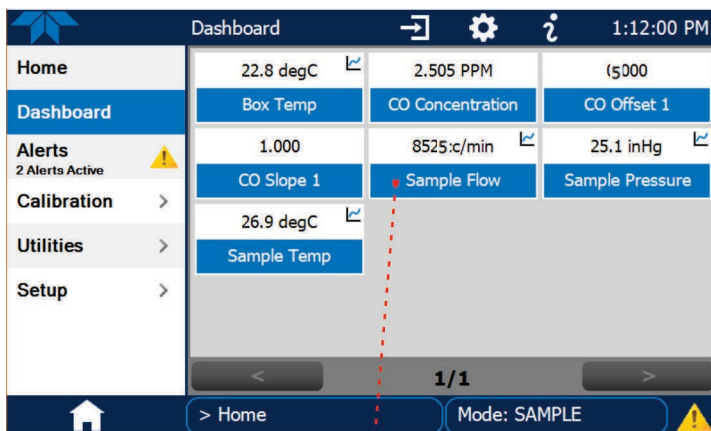 Dashboard
1:12:00 PM
Home
Dashboard
Alerts
2 Alerts Active
Calibration
Utilities
Setup
22.8 degC
Box Temp
2.505 PPM
CO Concentration
(5000
CO Offset 1
1.000
CO Slope 1
8525:c/min
Sample Flow
25.1 inHg
Sample Pressure
26.9 degC
Sample Temp
<
1/1
>
> Home
Mode: SAMPLE